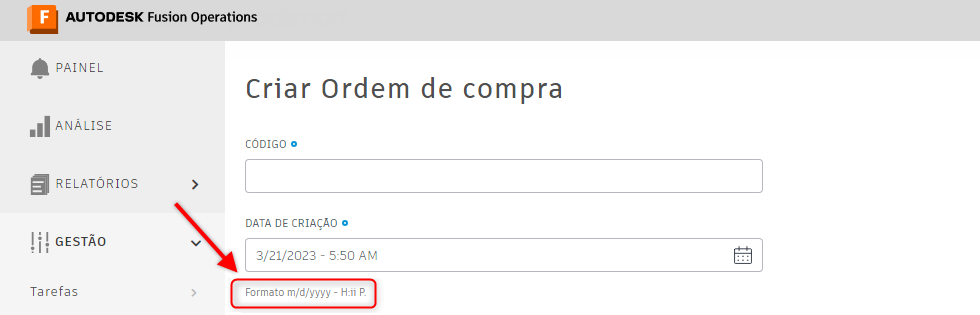 F AUTODESK Fusion Operations
PAINEL
ANÁLISE
RELATÓRIOS
GESTÃO
Tarefas
Criar Ordem de compra
CÓDIGO
DATA DE CRIAÇÃO
3/21/2023 - 5:50 AM
Formato m/d/yyyy - H:ii P.